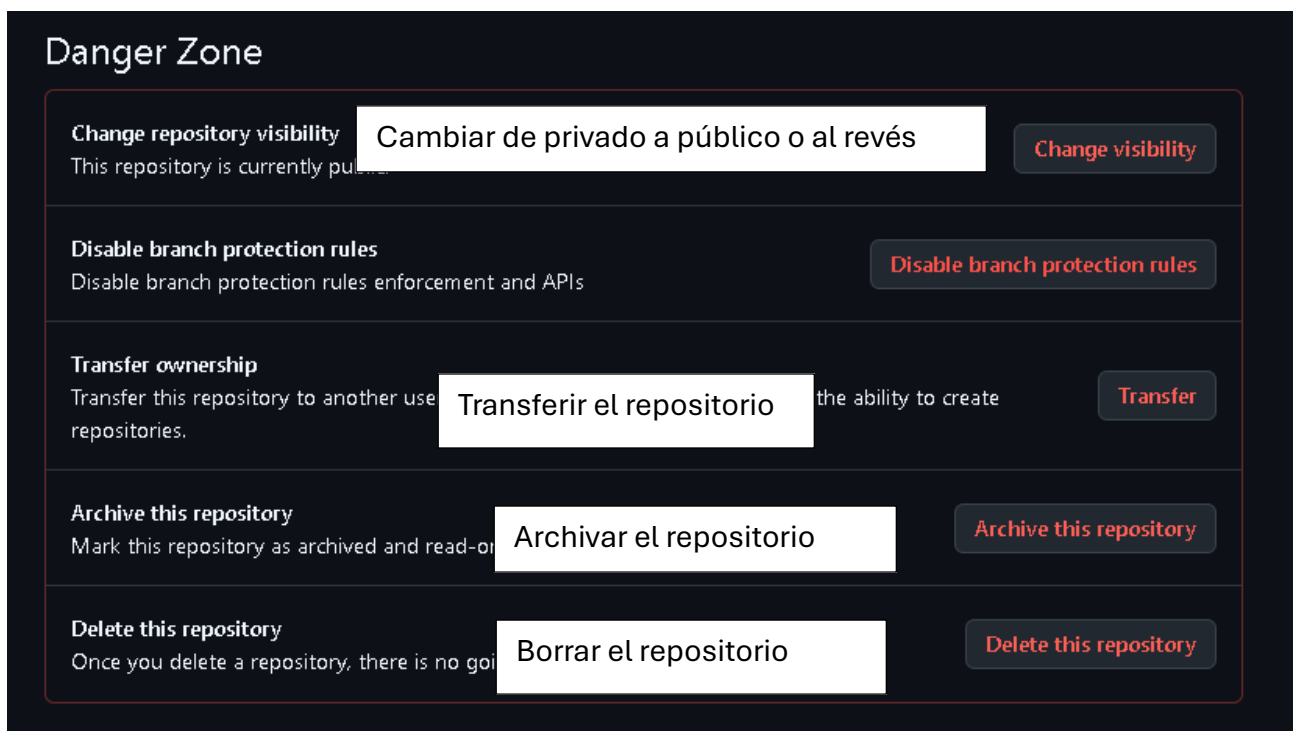 Danger Zone
Change repository visibility
Cambiar de privado a público o al revés
This repository is currently
Change visibility
Disable branch protection rules
Disable branch protection rules enforcement and APIs
Disable branch protection rules
Transfer ownership
Transfer this repository to another
Transferir el repositorio
the ability to create
repositories.
Transfer
Archive this repository
Mark this repository as archived and
Archivar el repositorio
Archive this repository
Delete this repository
Once you delete a repository, there is no
Borrar el repositorio
Delete this repository